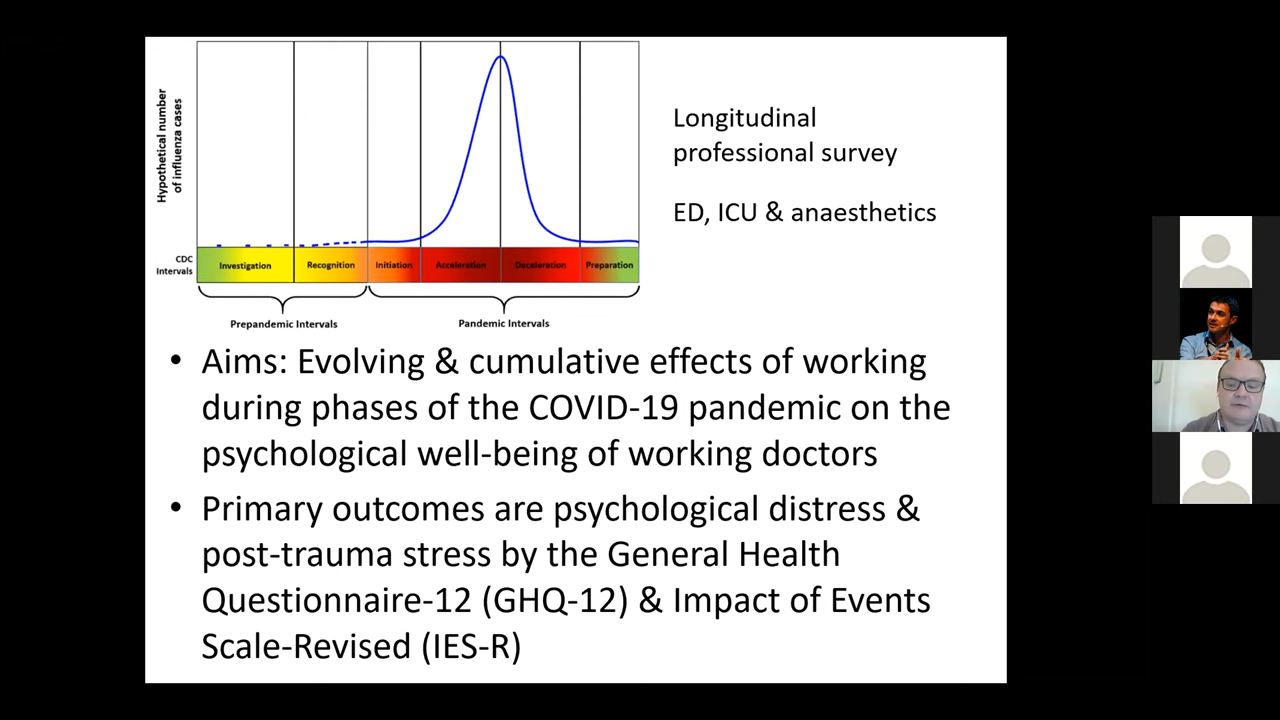 Hypothetical number
of influenza cases
CDC
Intervals
Investigation
Recognition
Initiation
Acceleration
Deceleration
Preparation
Prepandemic Intervals
Pandemic Intervals
Longitudinal
professional survey
ED, ICU & anaesthetics
• Aims: Evolving & cumulative effects of working
during phases of the COVID-19 pandemic on the
psychological well-being of working doctors
• Primary outcomes are psychological distress &
post-trauma stress by the General Health
Questionnaire-12 (GHQ-12) & Impact of Events
Scale-Revised (IES-R)